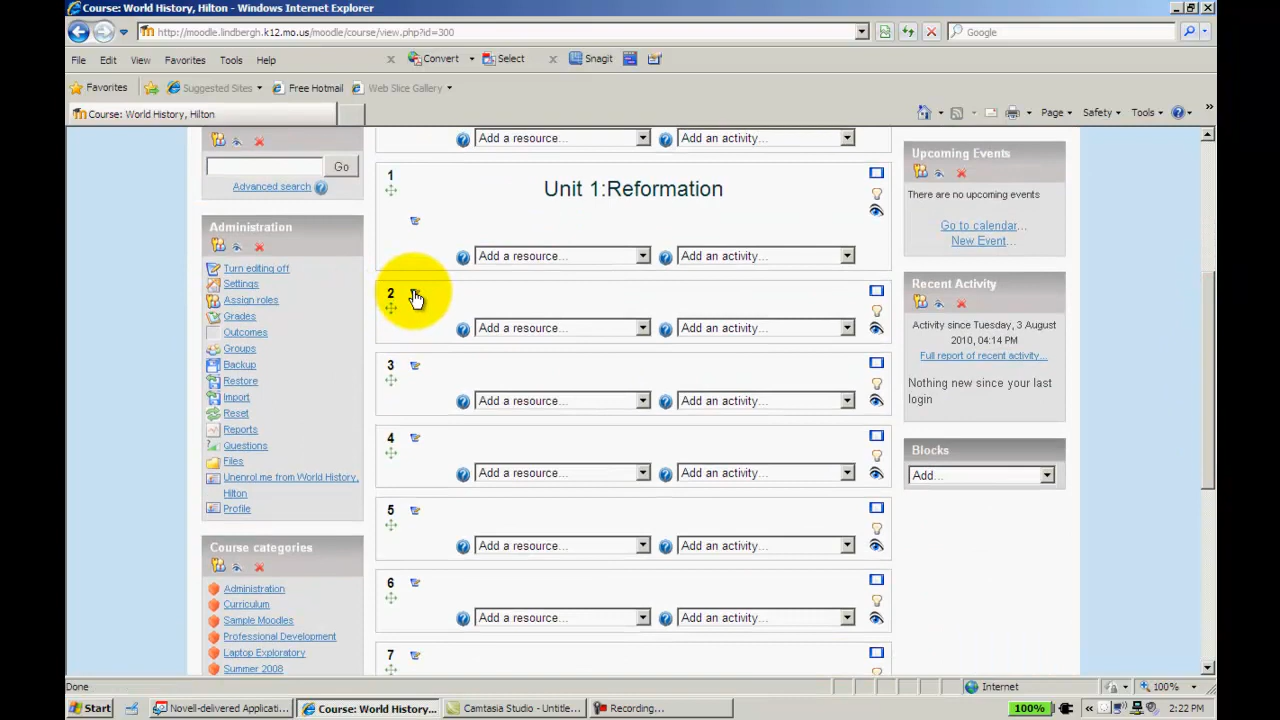 Course: World History, Hilton - Windows Internet Explorer
http://moodle.lindbergh.k12.mo.us/moodle/course/view.php?id=300
Google
File Edit View Favorites Tools Help
Convert Select Snagit
Favorites Suggested Sites Free Hotmail Web Slice Gallery
Course: World History, Hilton
Page Safety Tools
Go
Advanced search
Administration
Turn editing off
Settings
Assign roles
Grades
Outcomes
Groups
Backup
Restore
Import
Reset
Reports
Questions
Files
Unenrol me from World History,
Hilton
Profile
Course categories
Administration
Curriculum
Sample Moodles
Professional Development
Laptop Exploratory
Summer 2008
Add a resource... Add an activity...
1
Unit 1:Reformation
Add a resource... Add an activity...
2
Add a resource... Add an activity...
3
Add a resource... Add an activity...
4
Add a resource... Add an activity...
5
Add a resource... Add an activity...
6
Add a resource... Add an activity...
7
Upcoming Events
There are no upcoming events
Go to calendar...
New Event...
Recent Activity
Activity since Tuesday, 3 August
2010, 04:14 PM
Full report of recent activity...
Nothing new since your last
login
Blocks
Add...
Done Internet 100%
Start Novell-delivered Applicati... Course: World History... Camtasia Studio - Untitle... Recording... 100% 2:22 PM